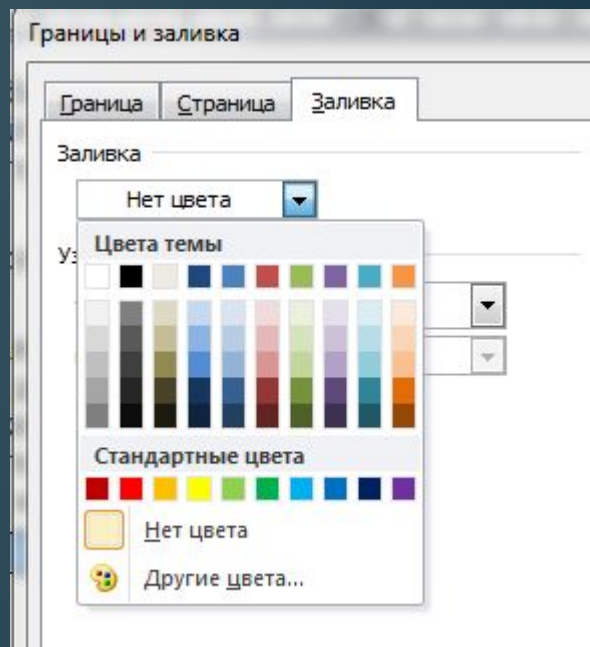 Границы и заливка
Граница Страница Заливка
Заливка
Нет цвета
Цвета темы
Стандартные цвета
Нет цвета
Другие цвета...